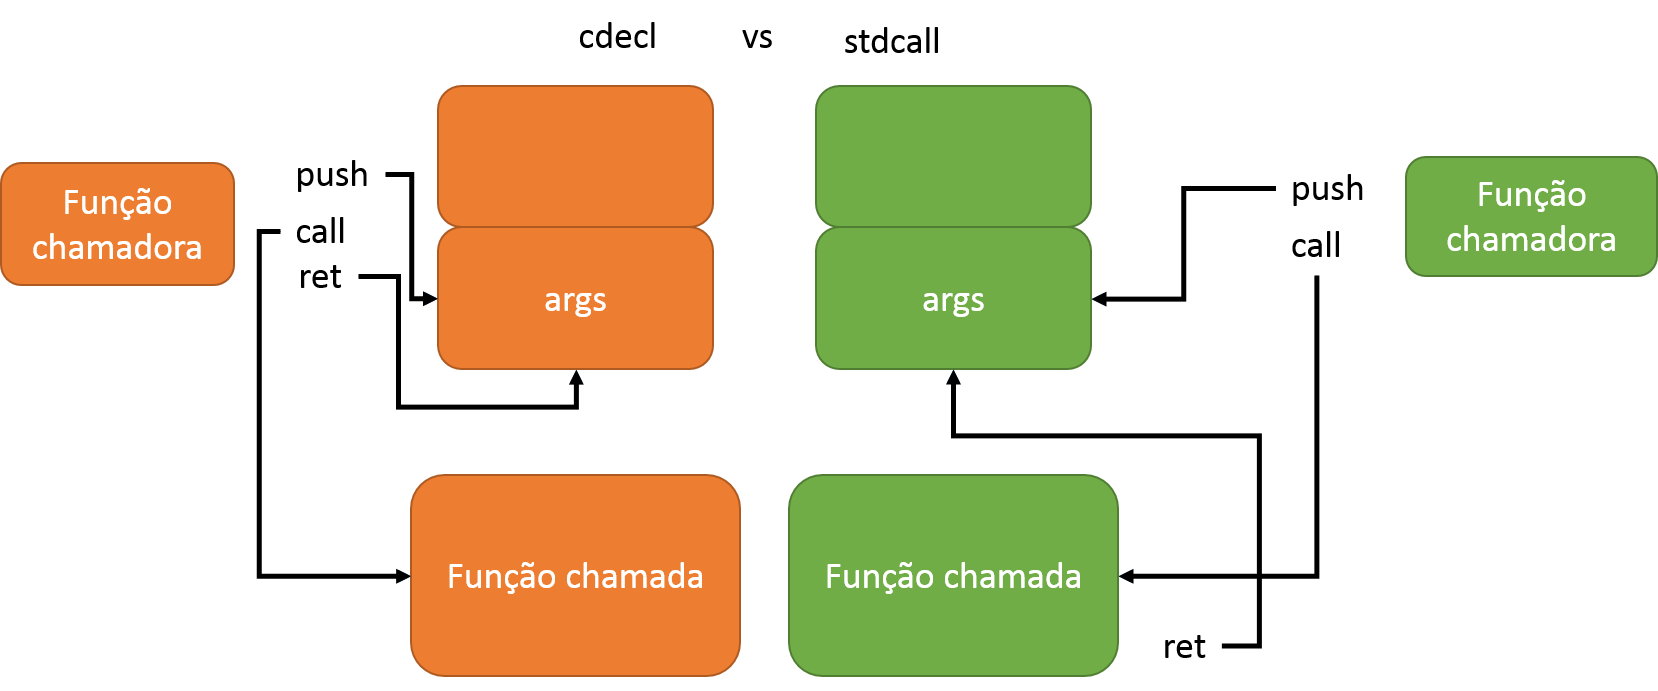 cdecl vs stdcall
Função
chamadora
push
call
ret
args
args
push
call
Função
chamadora
Função chamada
Função chamada
ret